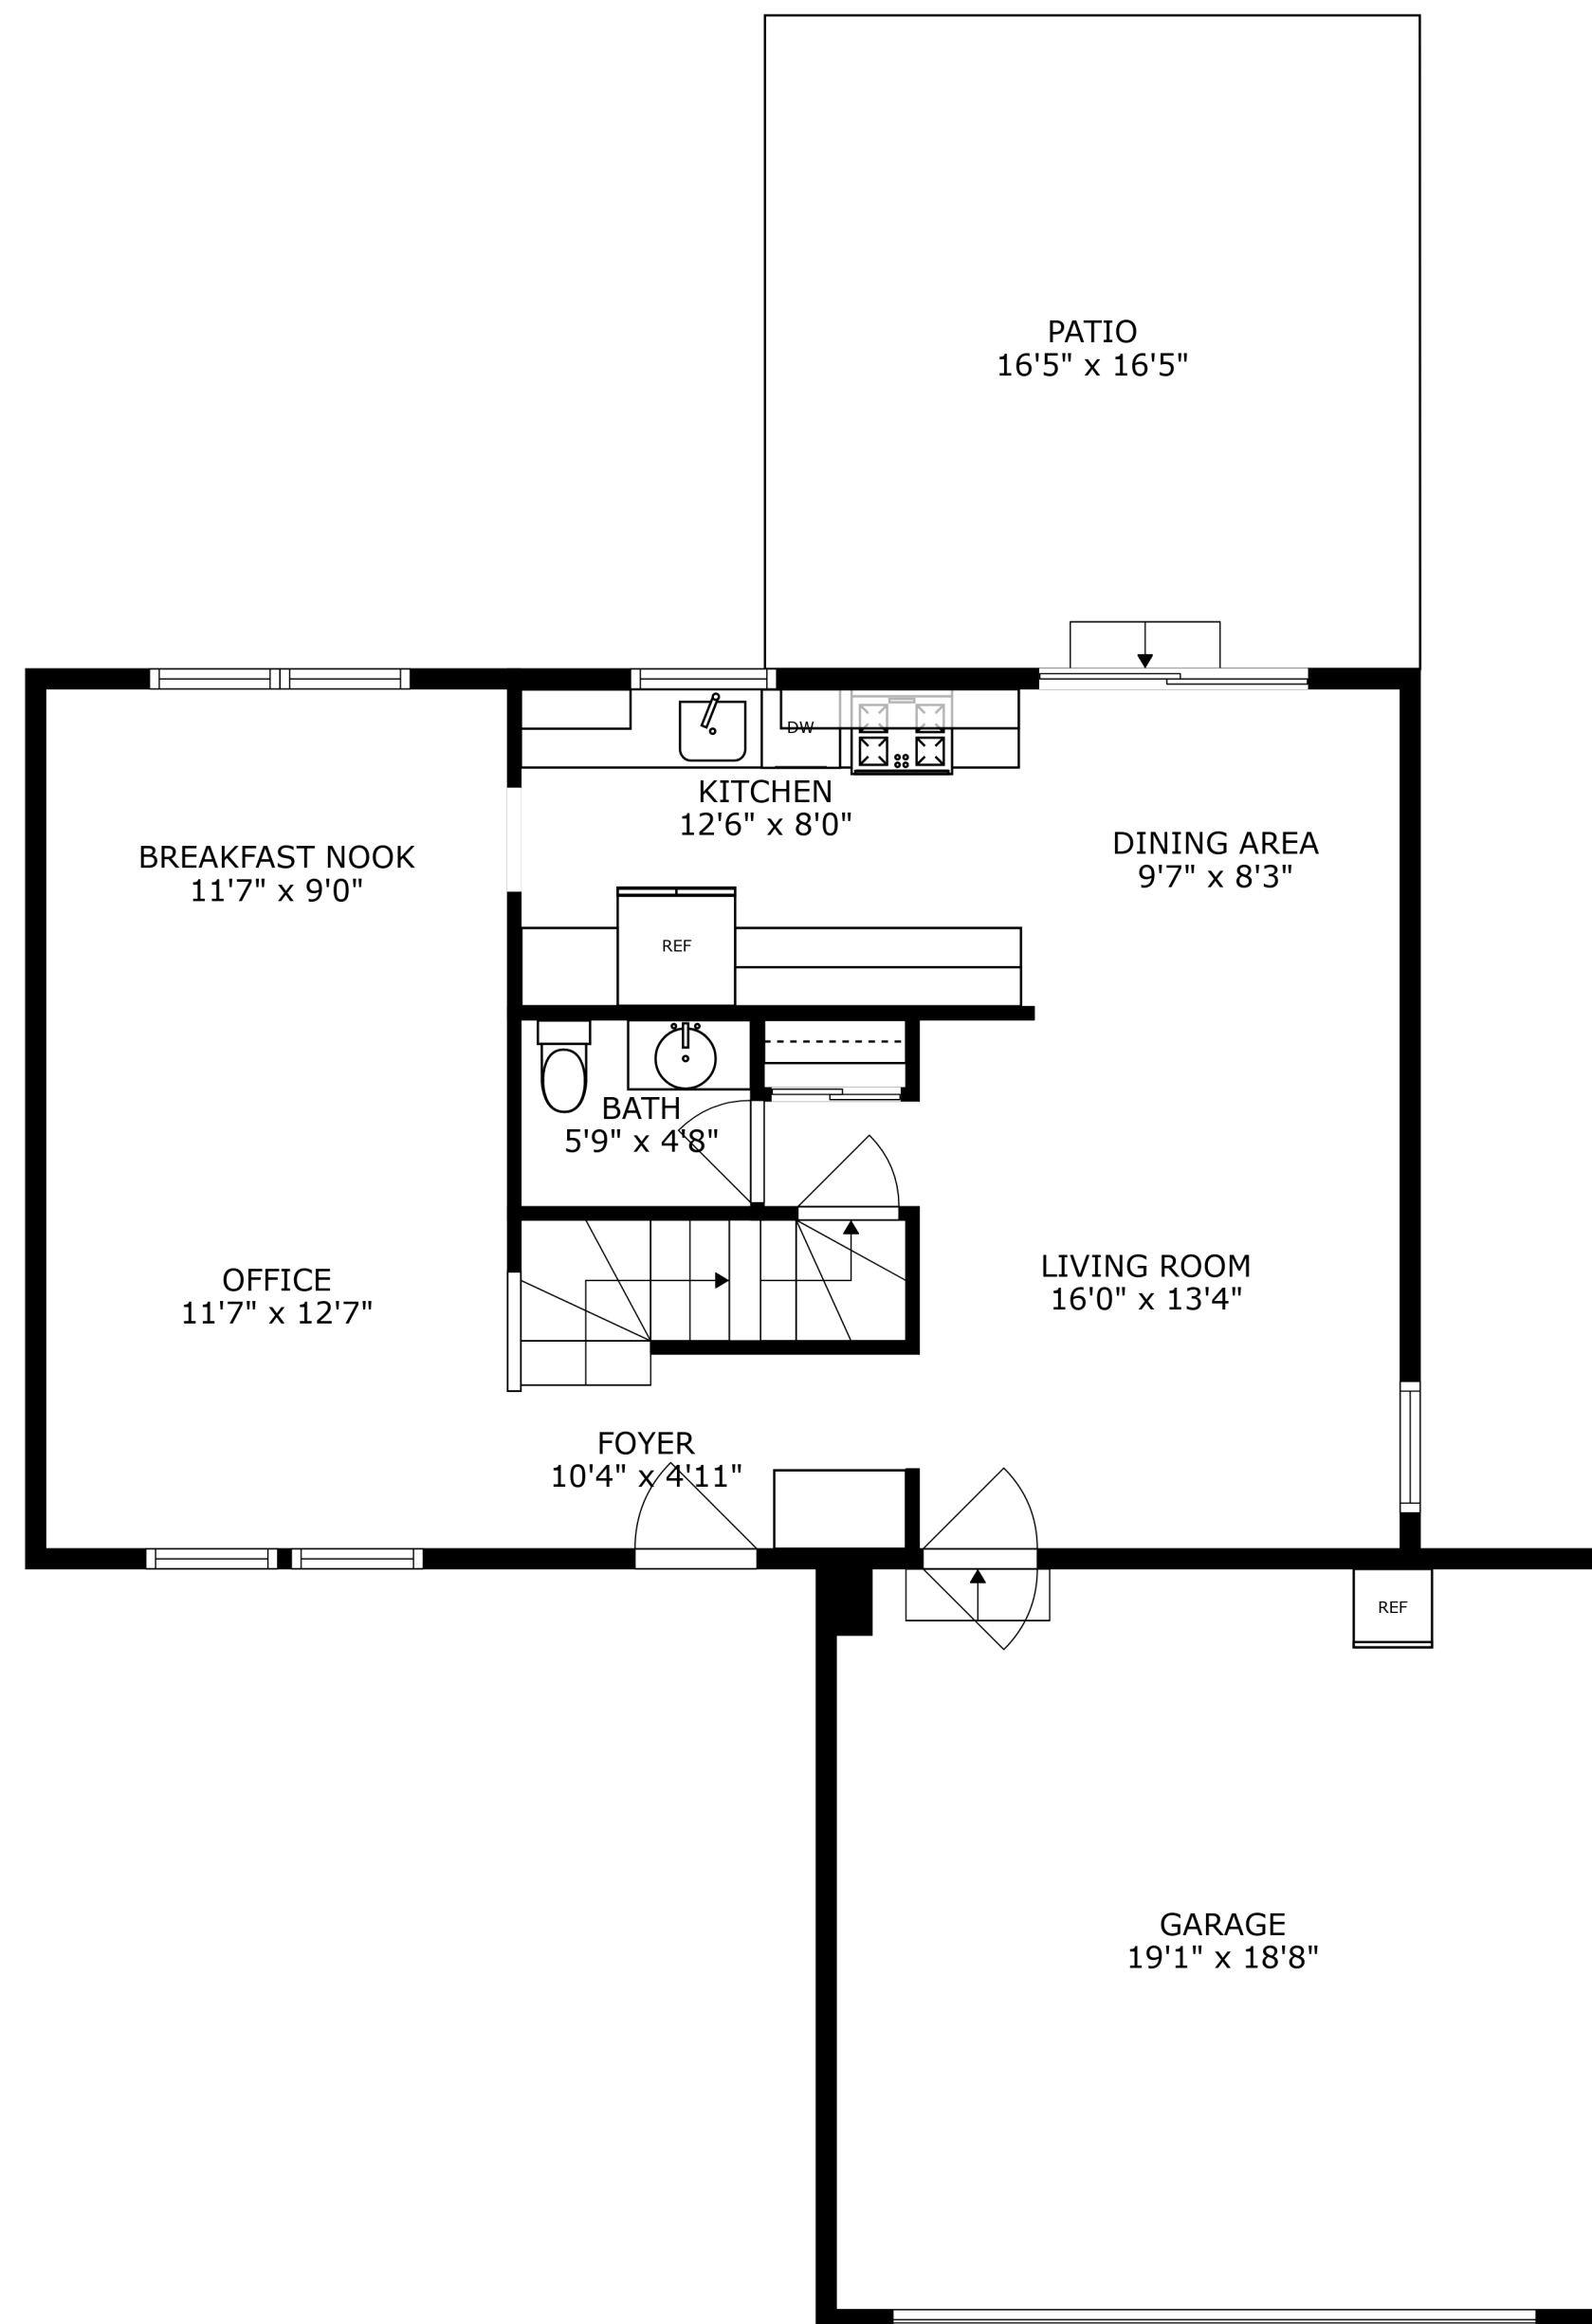 PATIO
16'5" x 16'5"
DW
KITCHEN
12'6" x 8'0"
BREAKFAST NOOK
11'7" x 9'0"
DINING AREA
9'7" x 8'3"
REF
BATH
5'9" x 4'8"
OFFICE
11'7" x 12'7"
LIVING ROOM
16'0" x 13'4"
FOYER
10'4" x 4'11"
REF
GARAGE
19'1" x 18'8"